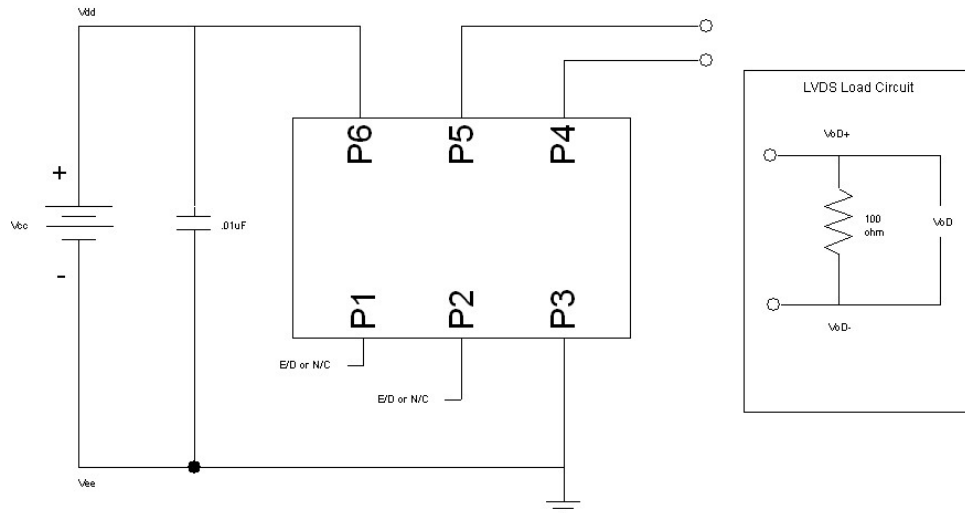 Vdd
LVDS Load Circuit
P6 P5 P4
VoD+
+
Vcc
.01uF
100
ohm
VoD
-
P1 P2 P3
VoD-
E/D or N/C
E/D or N/C
Vee